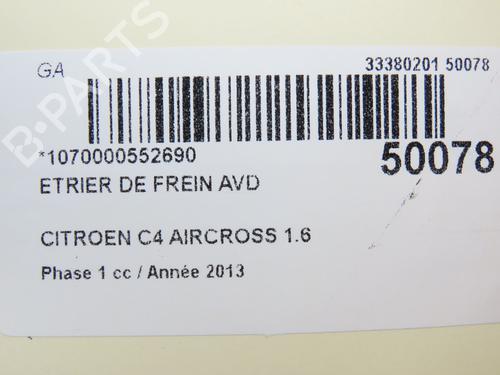 GA
33380201 50078
*1070000552690
50078
ETRIER DE FREIN AVD
CITROEN C4 AIRCROSS 1.6
Phase 1 cc / Année 2013
B-PARTS